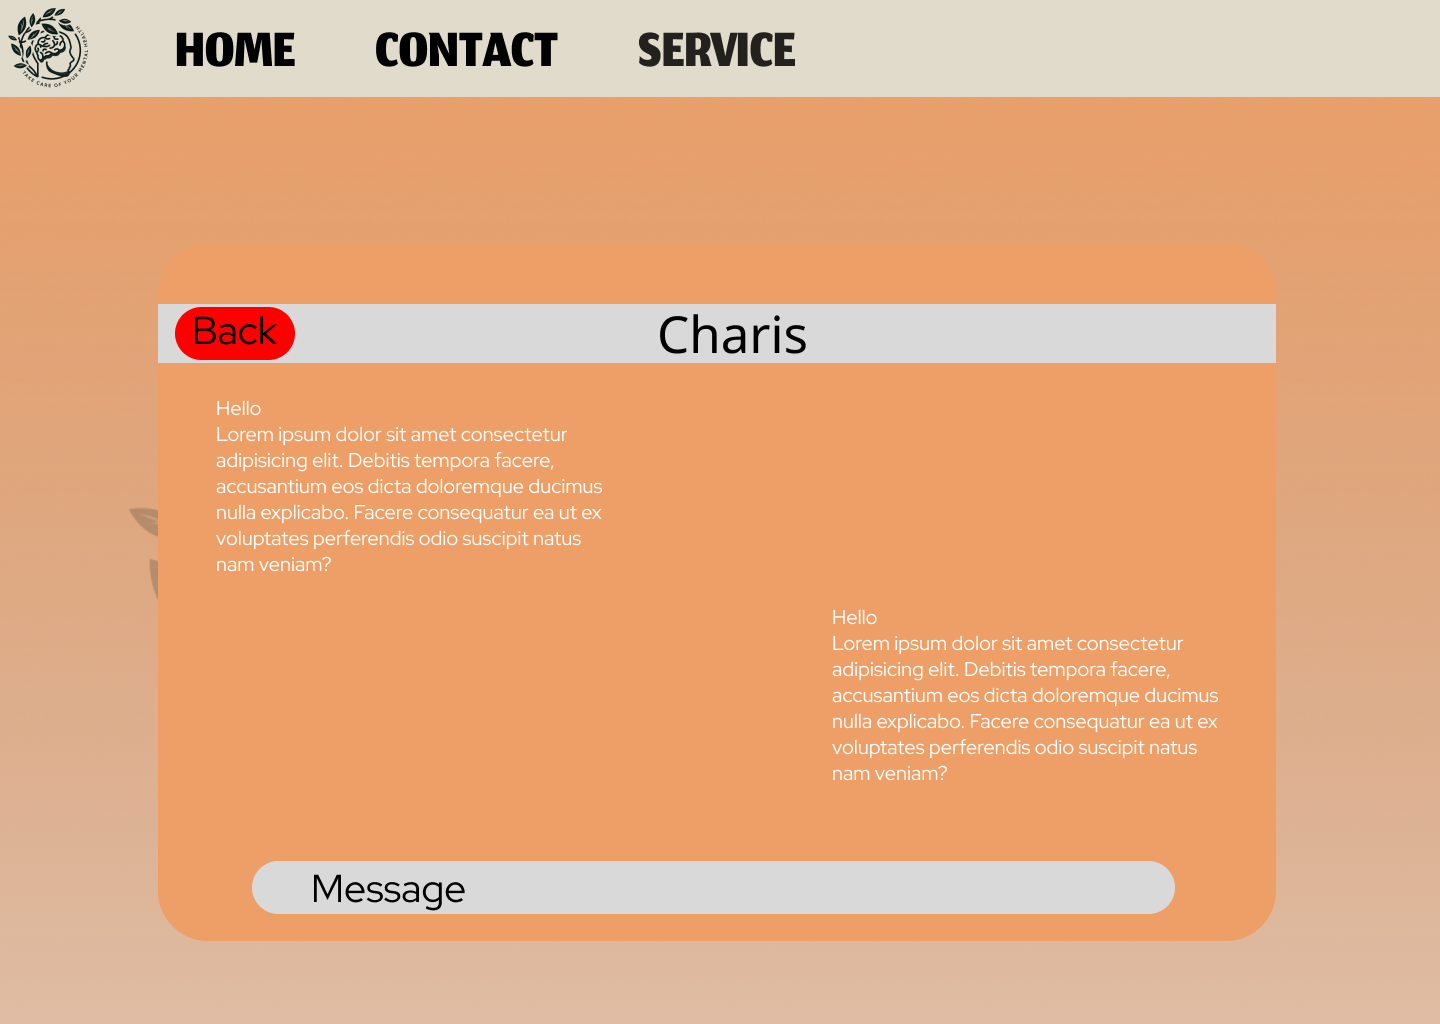 TAKE CARE OF YOUR MENTAL HEALTH
HOME CONTACT SERVICE
Back Charis
Hello
Lorem ipsum dolor sit amet consectetur
adipisicing elit. Debitis tempora facere,
accusantium eos dicta doloremque ducimus
nulla explicabo. Facere consequatur ea ut ex
voluptates perferendis odio suscipit natus
nam veniam?
Hello
Lorem ipsum dolor sit amet consectetur
adipisicing elit. Debitis tempora facere,
accusantium eos dicta doloremque ducimus
nulla explicabo. Facere consequatur ea ut ex
voluptates perferendis odio suscipit natus
nam veniam?
Message